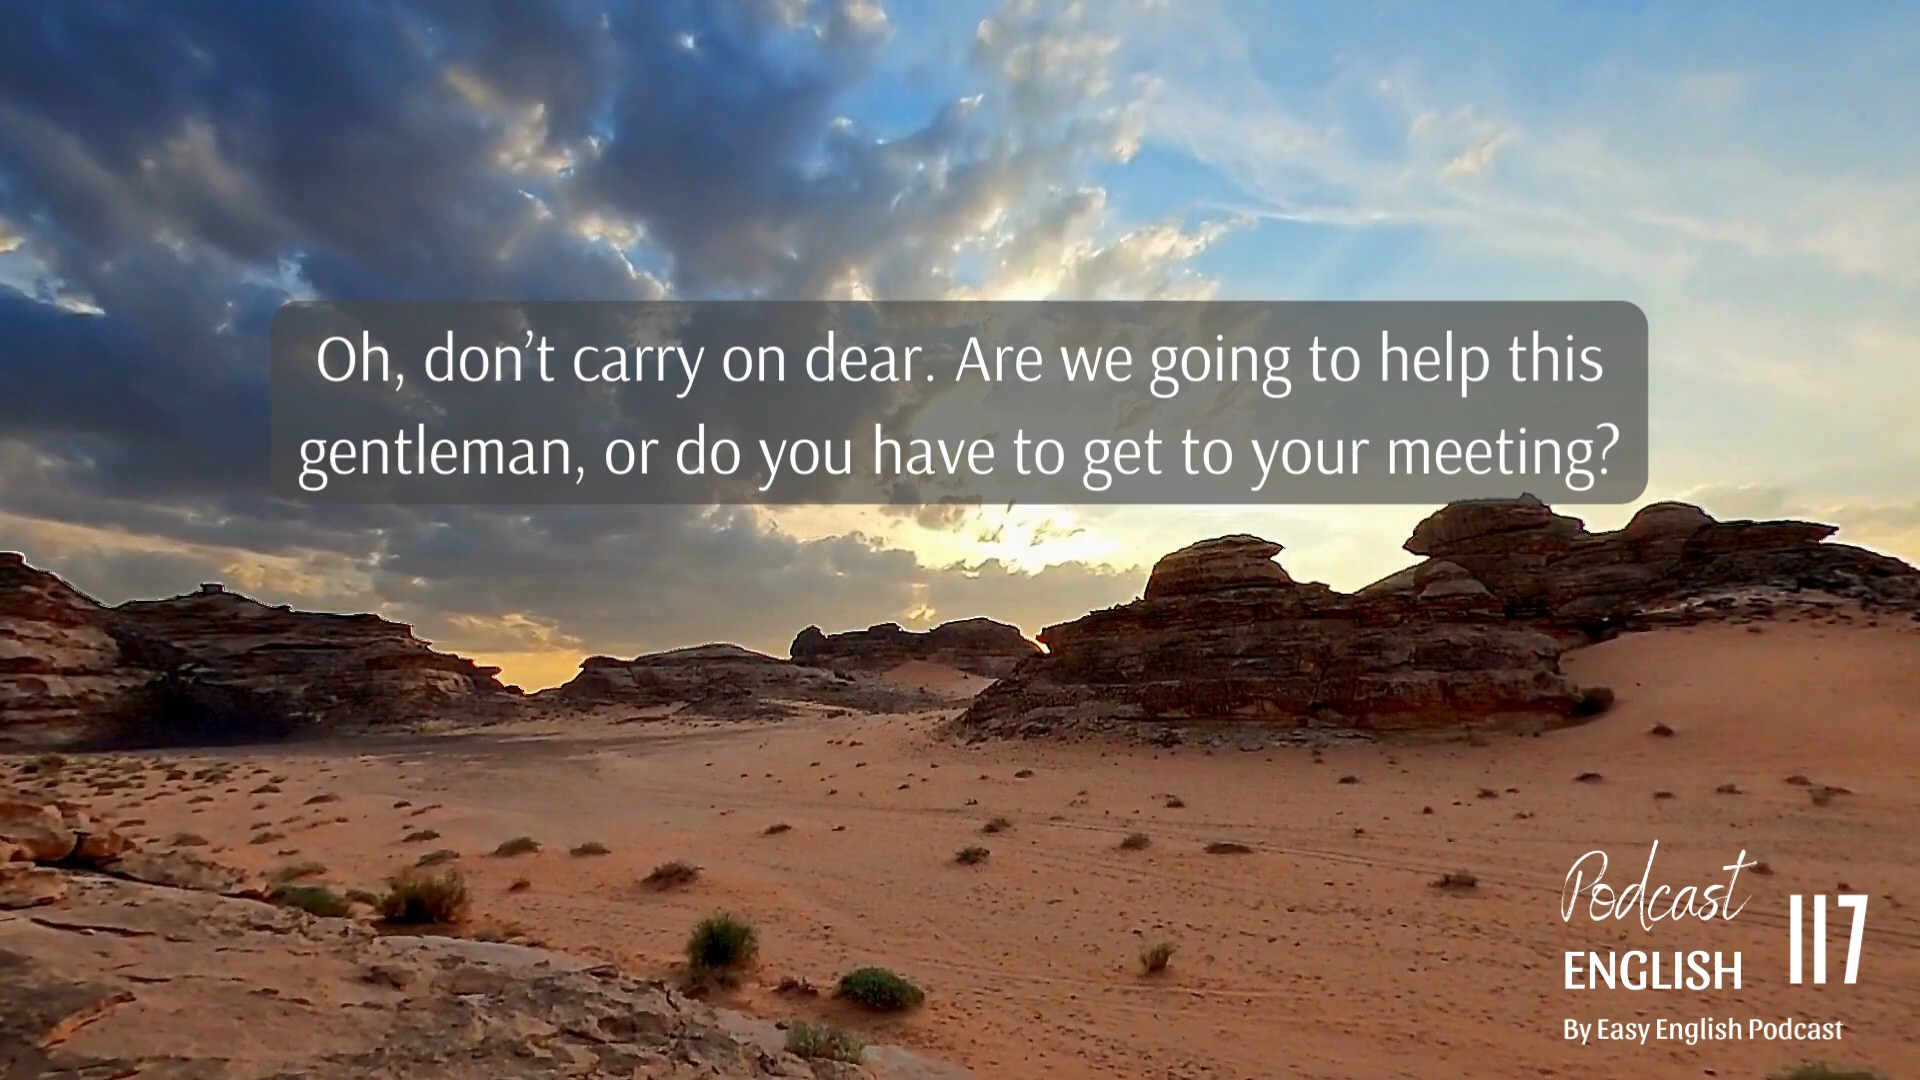 Oh, don’t carry on dear. Are we going to help this
gentleman, or do you have to get to your meeting?
Podcast
ENGLISH
117
By Easy English Podcast